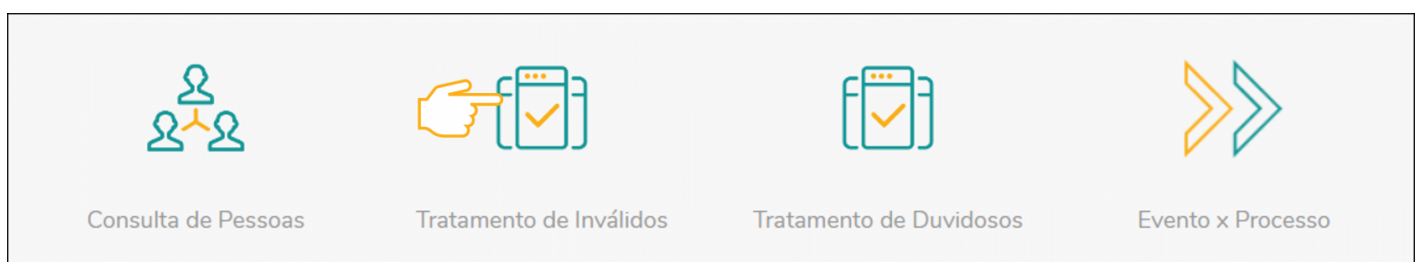 Consulta de Pessoas
Tratamento de Inválidos
Tratamento de Duvidosos
Evento x Processo